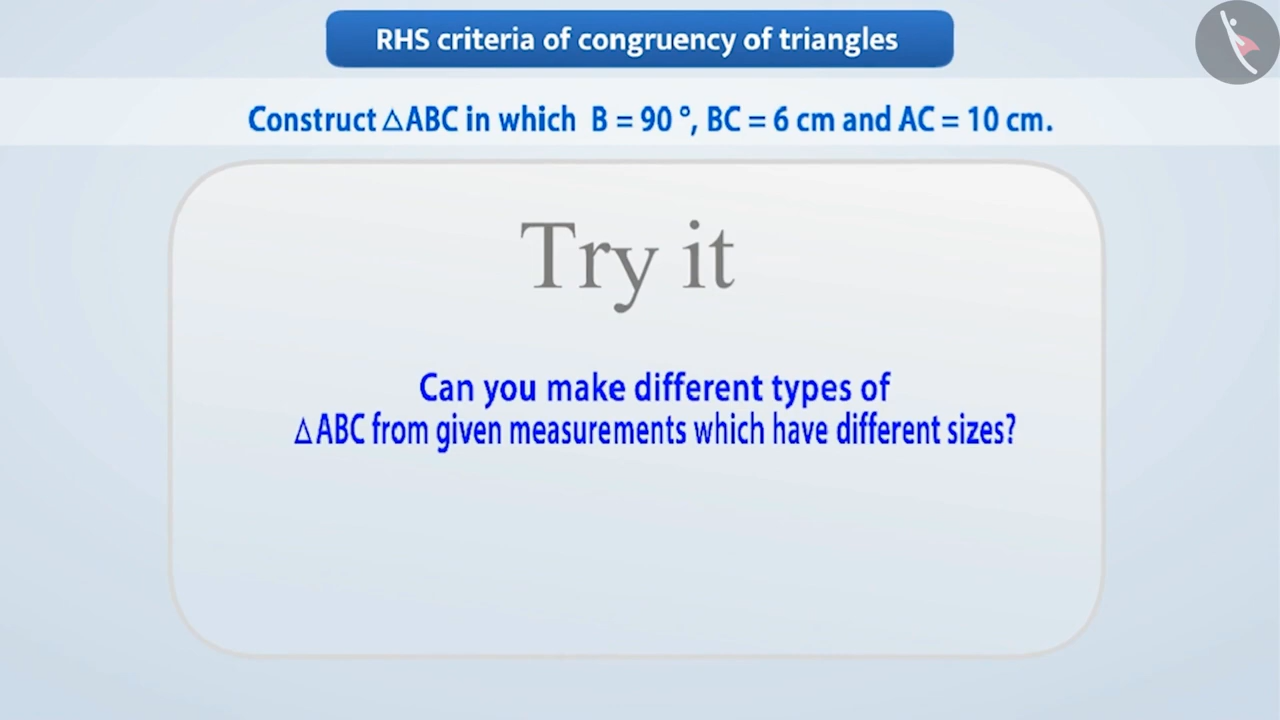 RHS criteria of congruency of triangles
Construct △ABC in which B = 90 °, BC = 6 cm and AC = 10 cm.
Try it
Can you make different types of
△ABC from given measurements which have different sizes?